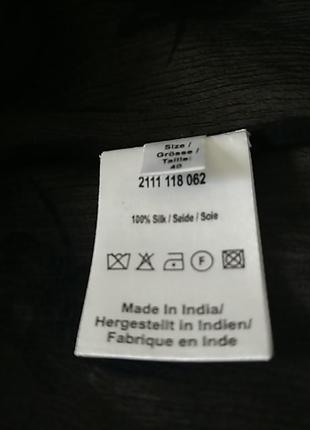 Size /
Grösse /
Taille:
40
2111 118 062
100% Silk / Seide / Soie
F
Made In India/
Hergestellt in Indien/
Fabrique en Inde